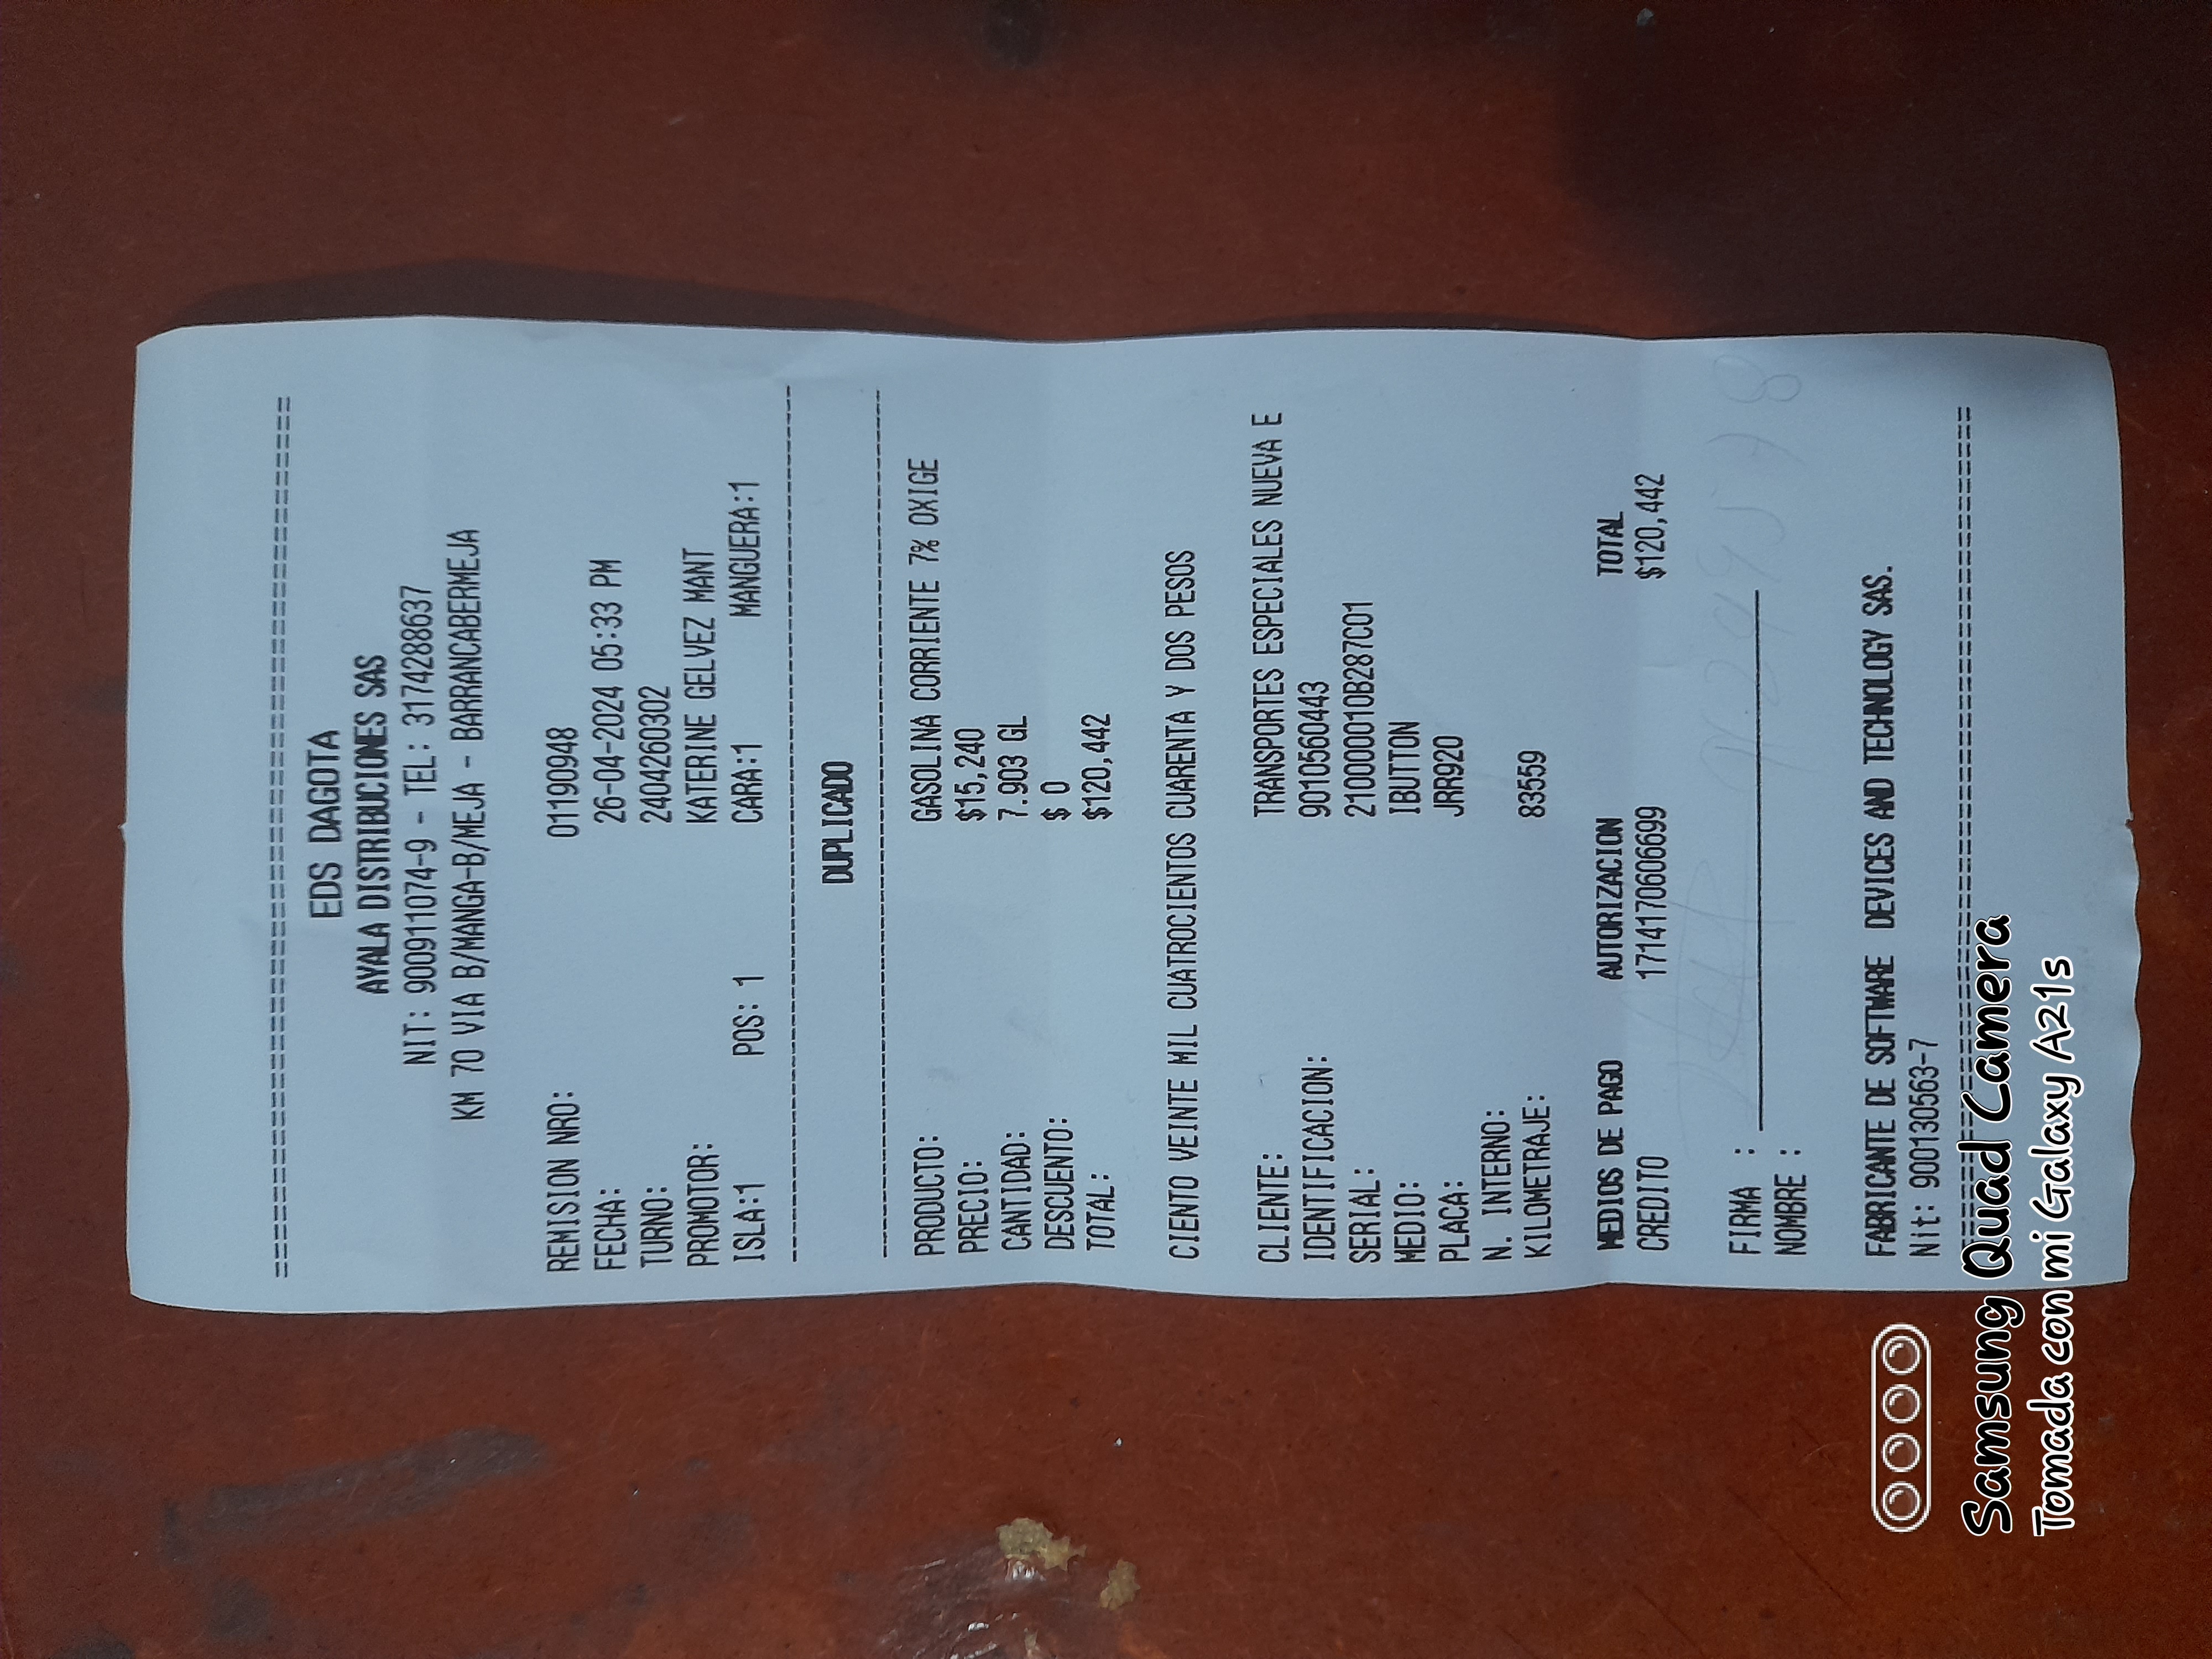 ================================================
EDS DAGOTA
AYALA DISTRIBUCIONES SAS
NIT: 900911074-9 - TEL: 3174288637
KM 70 VIA B/MANGA-B/MEJA - BARRANCABERMEJA
REMISION NRO: 01190948
FECHA: 26-04-2024 05:33 PM
TURNO: 2404260302
PROMOTOR: KATERINE GELVEZ MANT
ISLA:1 POS: 1 CARA:1 MANGUERA:1
------------------------------------------------
DUPLICADO
------------------------------------------------
PRODUCTO: GASOLINA CORRIENTE 7% OXIGE
PRECIO: $15,240
CANTIDAD: 7.903 GL
DESCUENTO: $ 0
TOTAL: $120,442
CIENTO VEINTE MIL CUATROCIENTOS CUARENTA Y DOS PESOS
CLIENTE: TRANSPORTES ESPECIALES NUEVA E
IDENTIFICACION: 9010560443
SERIAL: 210000010B287C01
MEDIO: IBUTTON
PLACA: JRR920
N. INTERNO:
KILOMETRAJE: 83559
MEDIOS DE PAGO AUTORIZACION TOTAL
CREDITO 1714170606699 $120,442
FIRMA :
NOMBRE :
FABRICANTE DE SOFTWARE DEVICES AND TECHNOLOGY SAS.
Nit: 900130563-7
================================================
Samsung Quad Camera
Tomada con mi Galaxy A21s